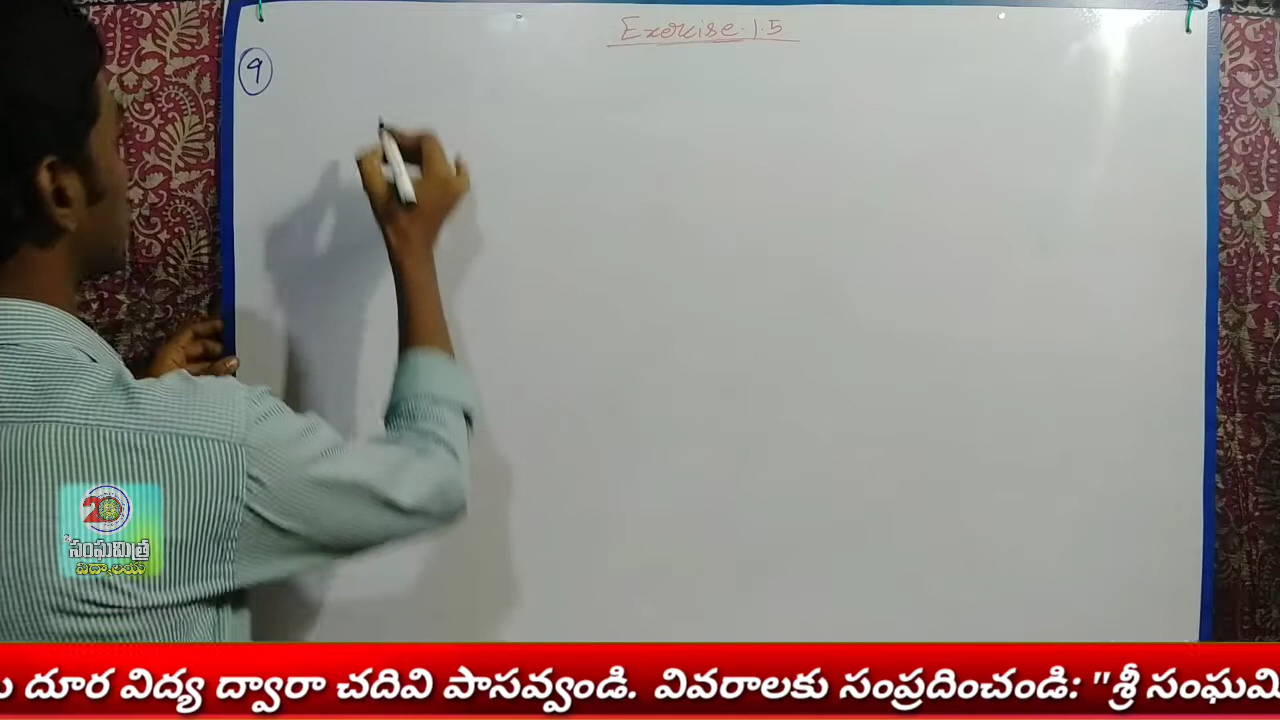 Exercise: 1.5
9
20
సంఘమిత్ర
విద్యాలయ
దూర విద్య ద్వారా చదివి పాసవ్వండి. వివరాలకు సంప్రదించండి: "శ్రీ సంఘమి